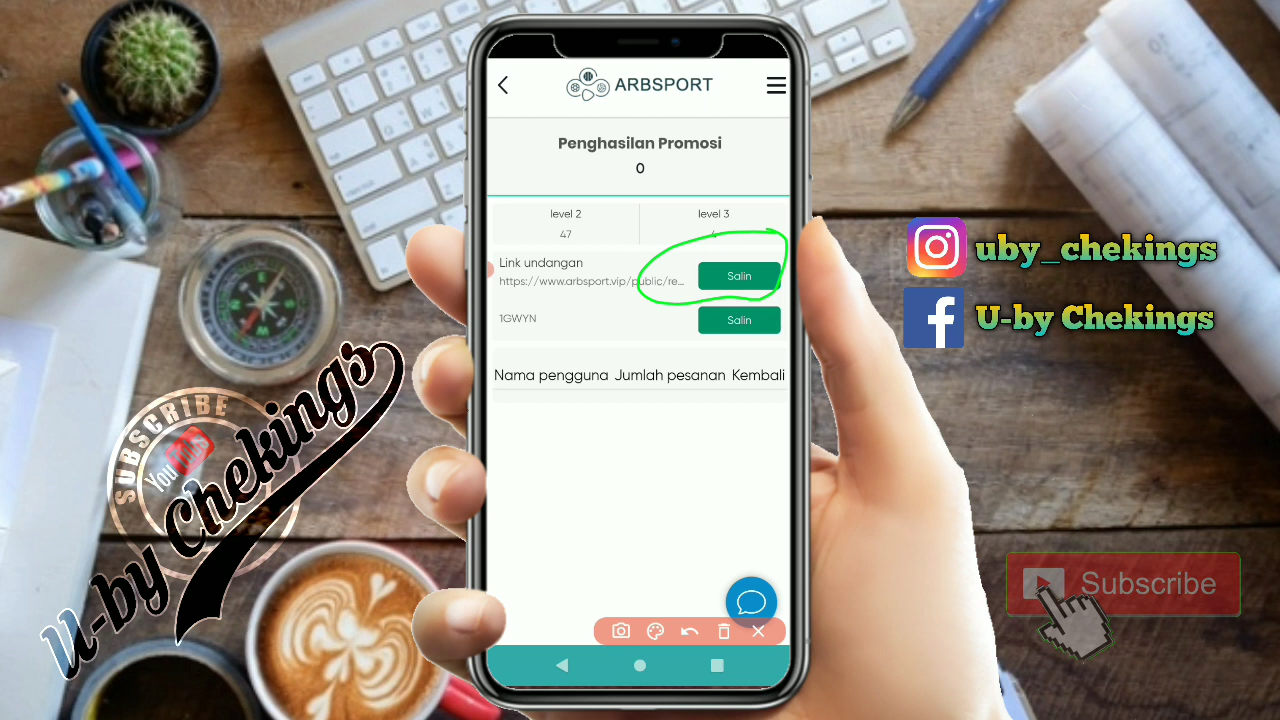 ARBSPORT
Penghasilan Promosi
0
level 2
level 3
47
Link undangan
https://www.arbsport.vip/public/re...
Salin
1GWYN
Salin
Nama pengguna Jumlah pesanan Kembali
uby_chekings
U-by Chekings
SUBSCRIBE
YouTube
U-by Chekings
Subscribe